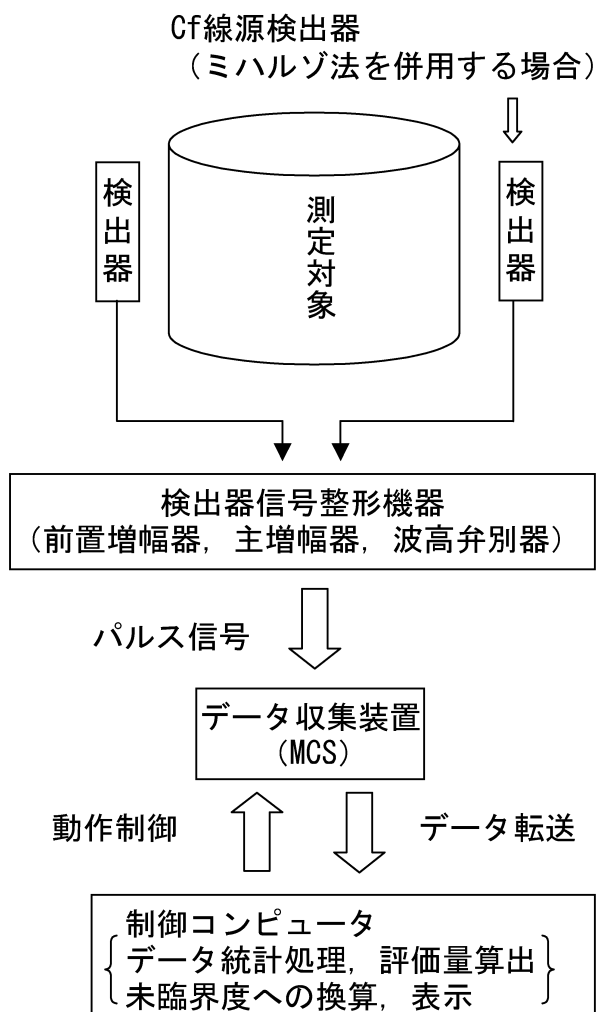 Cf線源検出器
（ミハルゾ法を併用する場合）
検出器
測定対象
検出器
検出器信号整形機器
（前置増幅器，主増幅器，波高弁別器）
パルス信号
データ収集装置
（MCS）
動作制御
データ転送
制御コンピュータ
データ統計処理，評価量算出
未臨界度への換算，表示